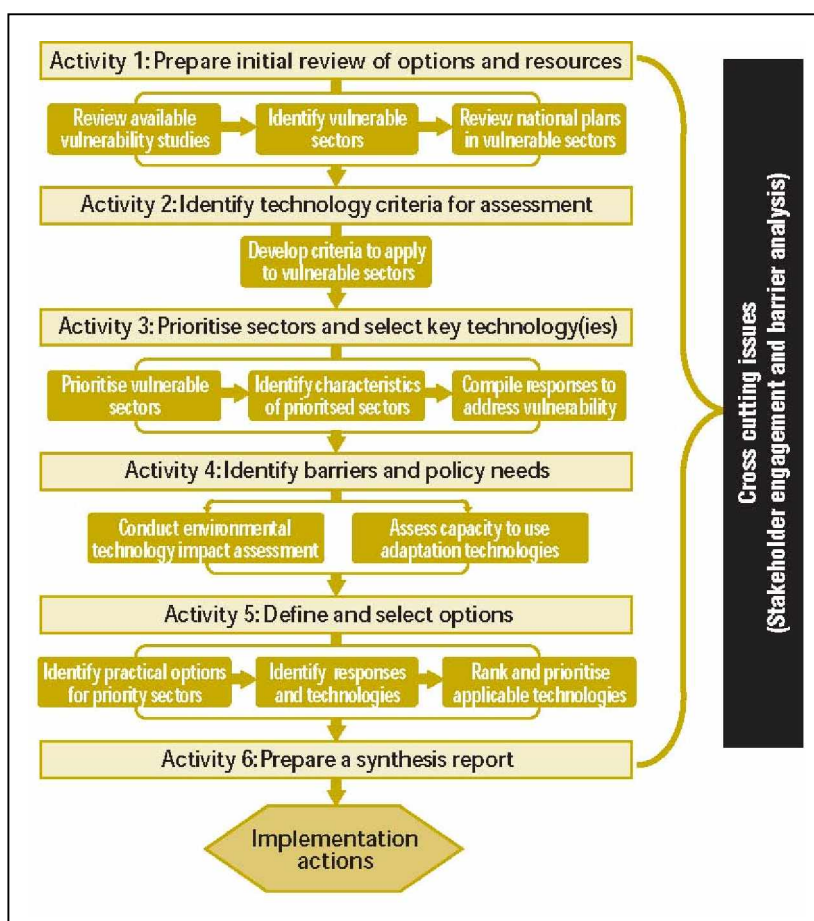 Activity 1: Prepare initial review of options and resources
Review available
vulnerability studies
Identify vulnerable
sectors
Review national plans
in vulnerable sectors
Activity 2: Identify technology criteria for assessment
Develop criteria to apply
to vulnerable sectors
Activity 3: Prioritise sectors and select key technology(ies)
Prioritise vulnerable
sectors
Identify characteristics
of prioritsed sectors
Compile responses to
address vulnerability
Activity 4: Identify barriers and policy needs
Conduct environmental
technology impact assessment
Assess capacity to use
adaptation technologies
Activity 5: Define and select options
Identify practical options
for priority sectors
Identify responses
and technologies
Rank and prioritise
applicable technologies
Activity 6: Prepare a synthesis report
Implementation
actions
Cross cutting issues
(Stakeholder engagement and barrier analysis)